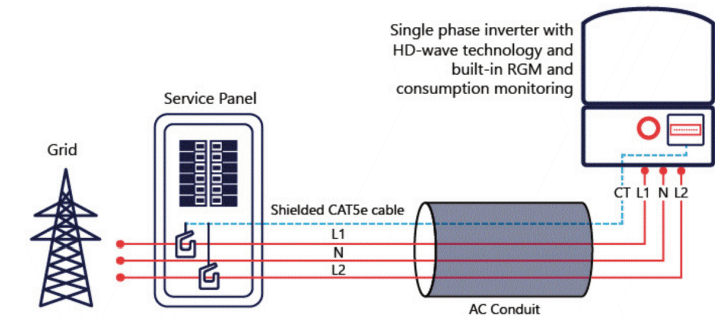 Single phase inverter with
HD-wave technology and
built-in RGM and
consumption monitoring
Service Panel
Grid
CT L1 N L2
Shielded CAT5e cable
L1
N
L2
AC Conduit